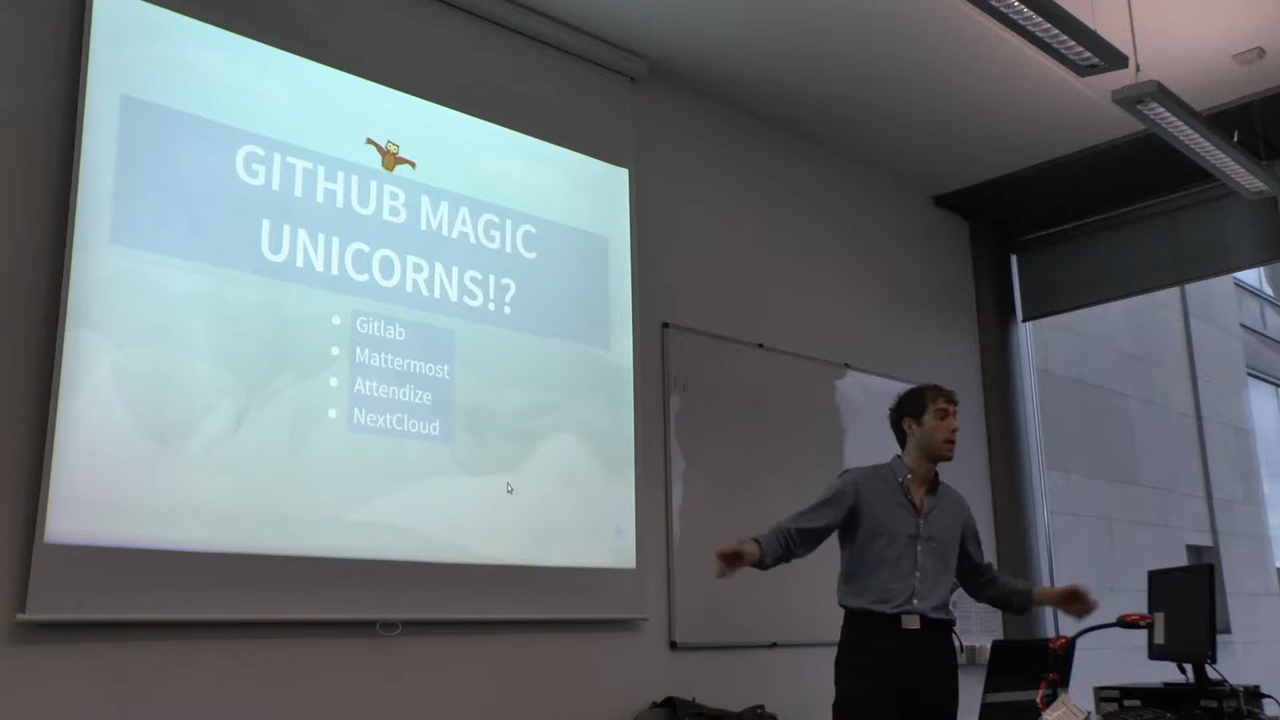 GITHUB MAGIC
UNICORNS!?
Gitlab
Mattermost
Attendize
NextCloud